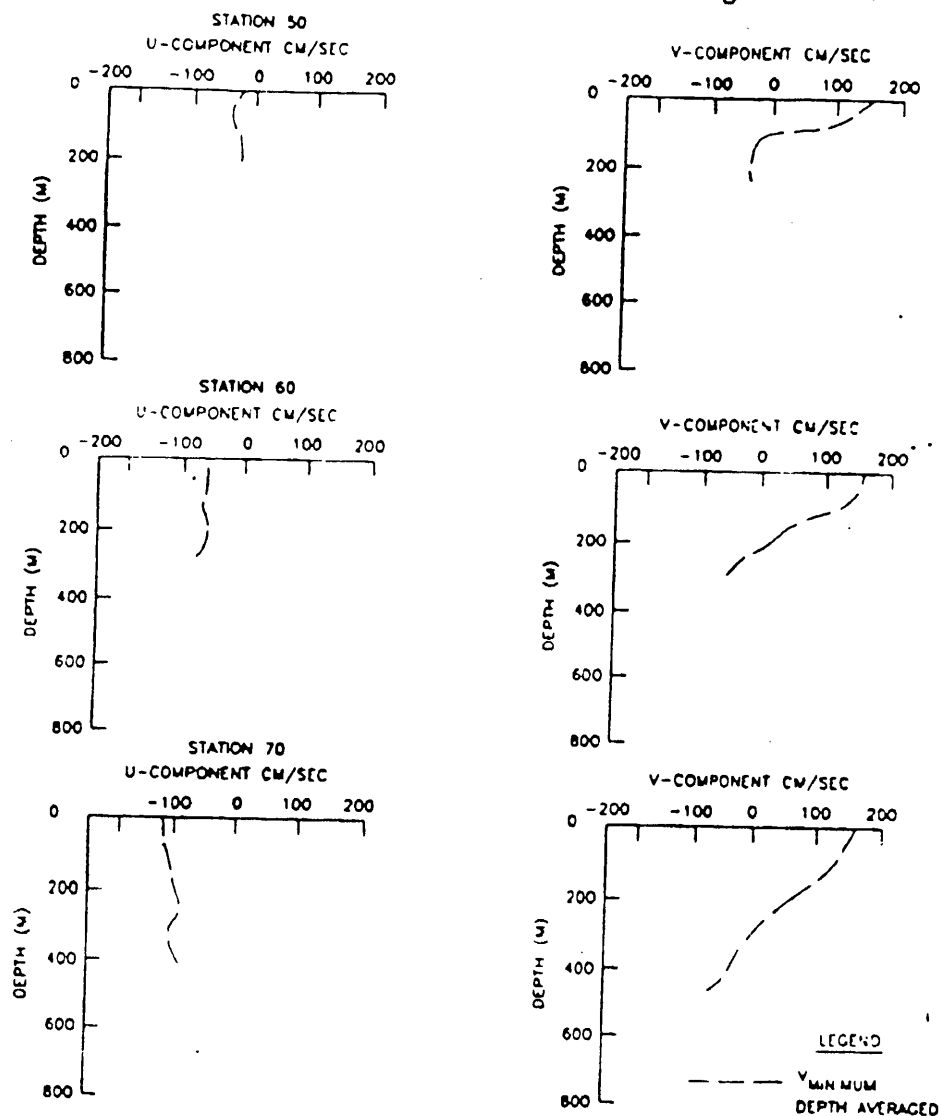 STATION 50
U-COMPONENT CM/SEC
0 -200 -100 0 100 200
200
400
600
800
DEPTH (M)
V-COMPONENT CM/SEC
0 -200 -100 0 100 200
200
400
600
800
DEPTH (M)
STATION 60
U-COMPONENT CM/SEC
0 -200 -100 0 100 200
200
400
600
800
DEPTH (M)
V-COMPONENT CM/SEC
0 -200 -100 0 100 200
200
400
600
800
DEPTH (M)
STATION 70
U-COMPONENT CM/SEC
0 -100 0 100 200
200
400
600
800
DEPTH (M)
V-COMPONENT CM/SEC
0 -200 -100 0 100 200
200
400
600
800
DEPTH (M)
LEGEND
V MINIMUM
DEPTH AVERAGED